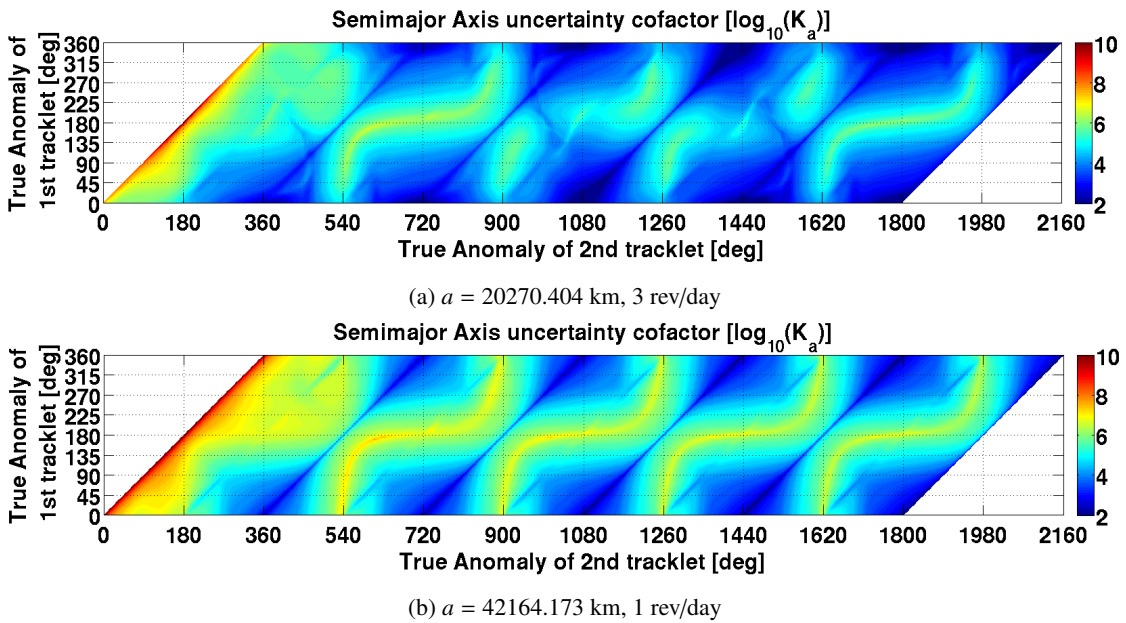 Semimajor Axis uncertainty cofactor [log10(Ka)]
True Anomaly of
1st tracklet [deg]
360
315
270
225
180
135
90
45
0
0 180 360 540 720 900 1080 1260 1440 1620 1800 1980 2160
True Anomaly of 2nd tracklet [deg]
10
8
6
4
2
(a) a = 20270.404 km, 3 rev/day
Semimajor Axis uncertainty cofactor [log10(Ka)]
True Anomaly of
1st tracklet [deg]
360
315
270
225
180
135
90
45
0
0 180 360 540 720 900 1080 1260 1440 1620 1800 1980 2160
True Anomaly of 2nd tracklet [deg]
10
8
6
4
2
(b) a = 42164.173 km, 1 rev/day